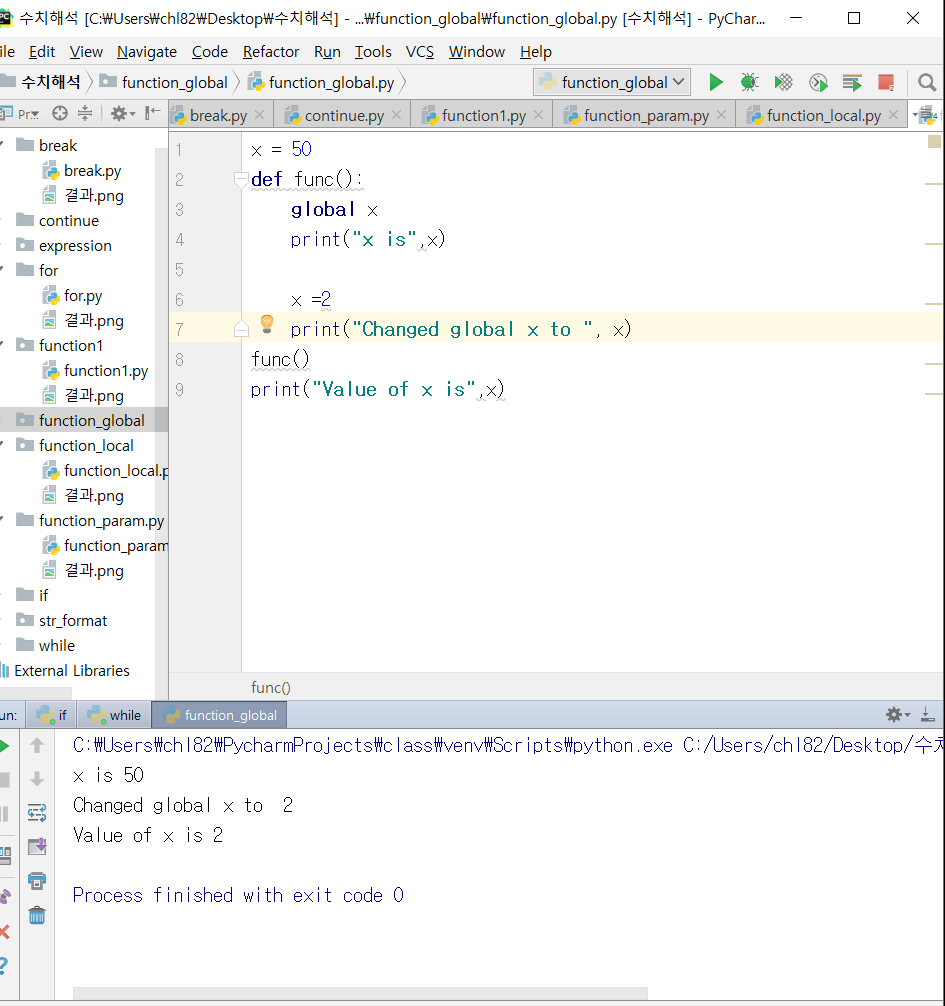 수치해석 [C:₩Users₩chl82₩Desktop₩수치해석] - ...₩function_global₩function_global.py [수치해석] - PyChar...
ile Edit View Navigate Code Refactor Run Tools VCS Window Help
수치해석 function_global function_global.py function_global
Pr break.py continue.py function1.py function_param.py function_local.py
break
break.py
결과.png
continue
expression
for
for.py
결과.png
function1
function1.py
결과.png
function_global
function_local
function_local.p
결과.png
function_param.py
function_param
결과.png
if
str_format
while
External Libraries
1 x = 50
2 def func():
3 global x
4 print("x is",x)
5
6 x =2
7 print("Changed global x to ", x)
8 func()
9 print("Value of x is",x)
func()
un: if while function_global
C:₩Users₩chl82₩PycharmProjects₩class₩venv₩Scripts₩python.exe C:/Users/chl82/Desktop/수치
x is 50
Changed global x to  2
Value of x is 2
Process finished with exit code 0